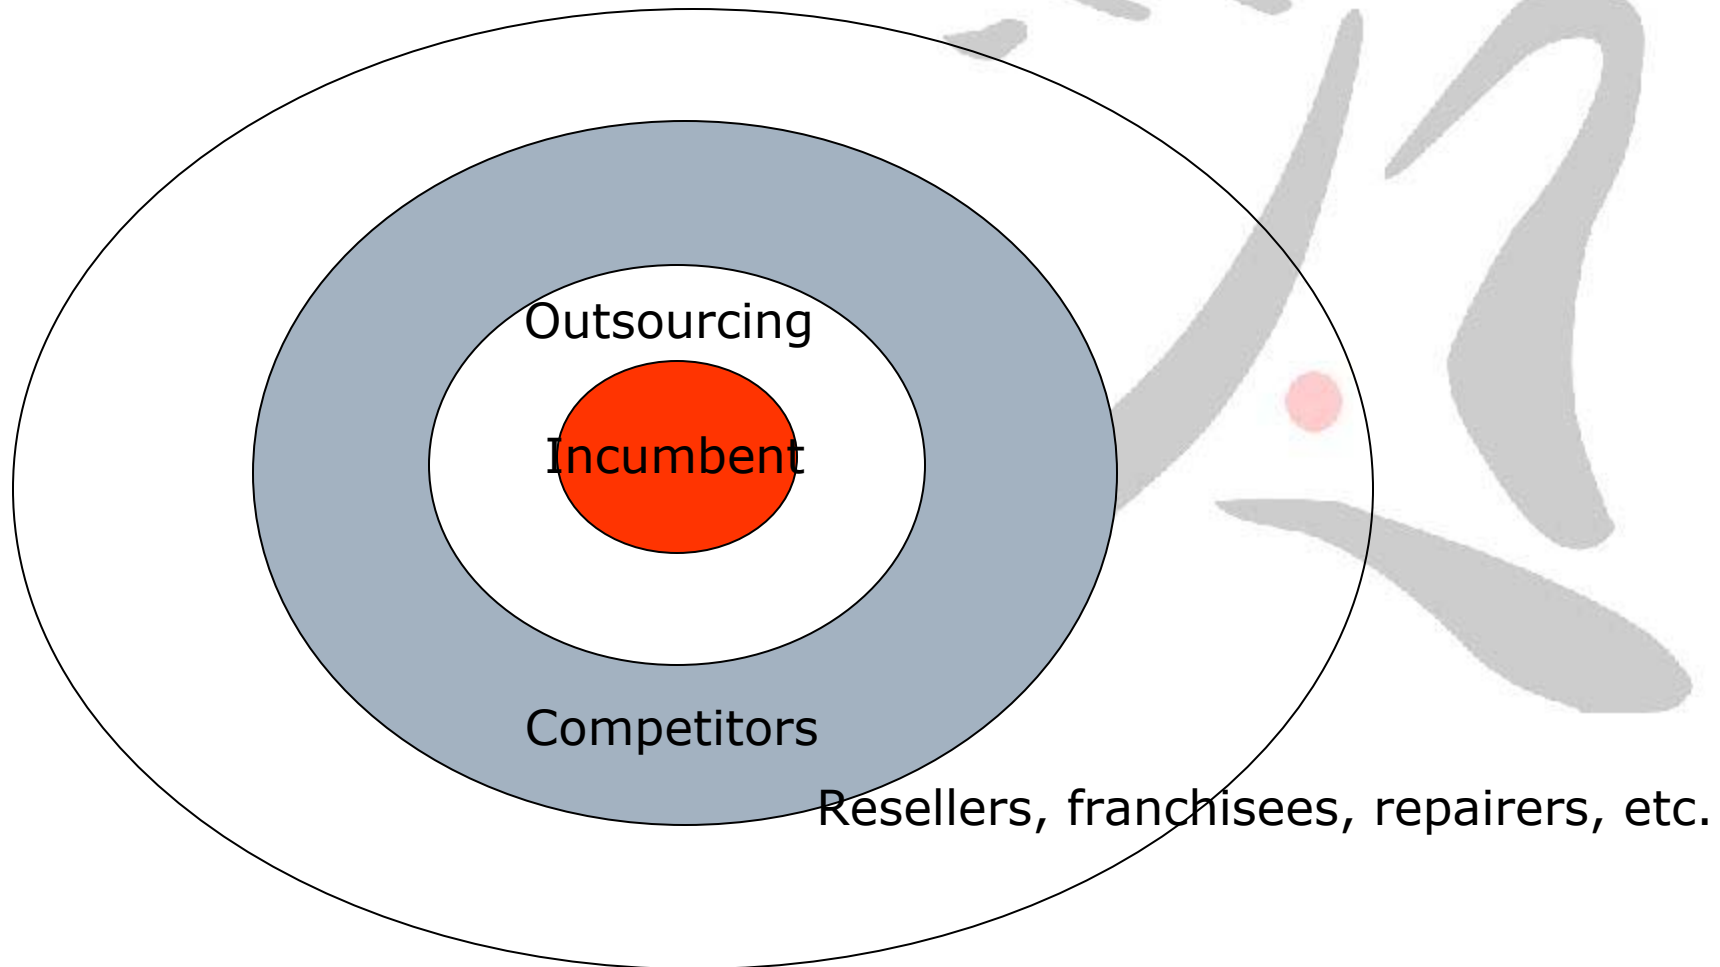 Outsourcing
Incumbent
Competitors
Resellers, franchisees, repairers, etc.